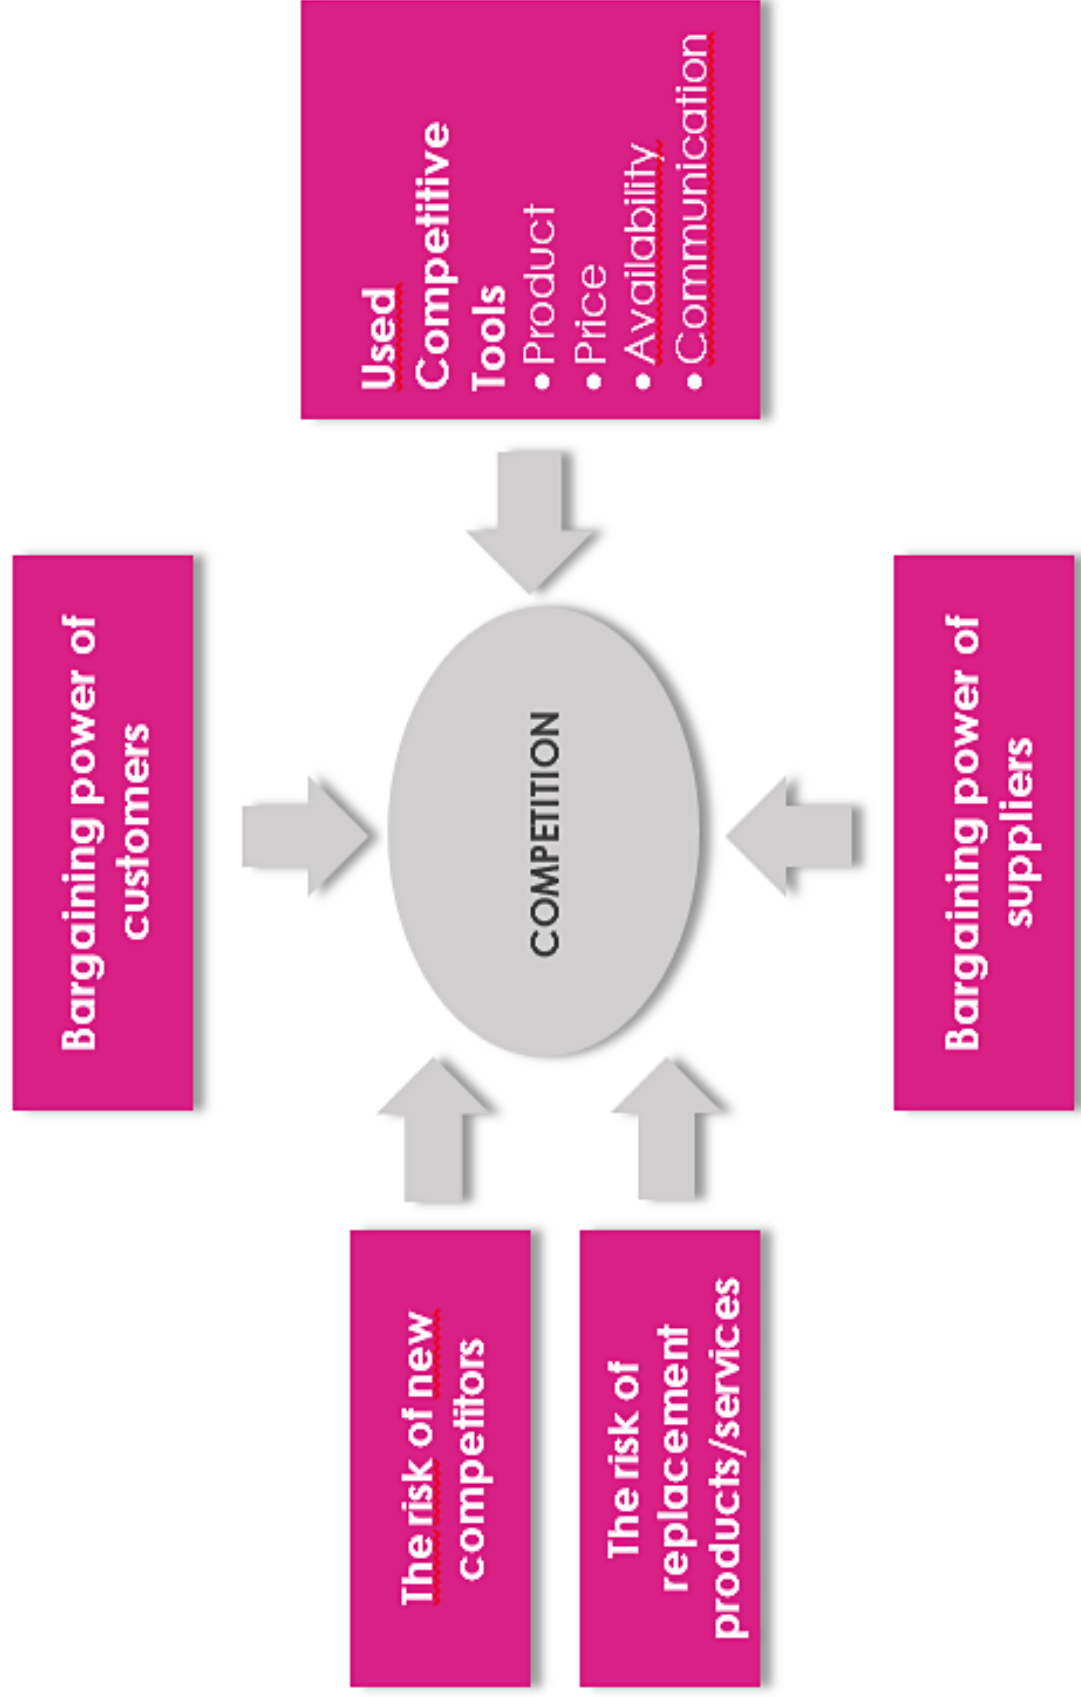 Bargaining power of
customers
The risk of new
competitors
The risk of
replacement
products/services
COMPETITION
Used
Competitive
Tools
• Product
• Price
• Availability
• Communication
Bargaining power of
suppliers